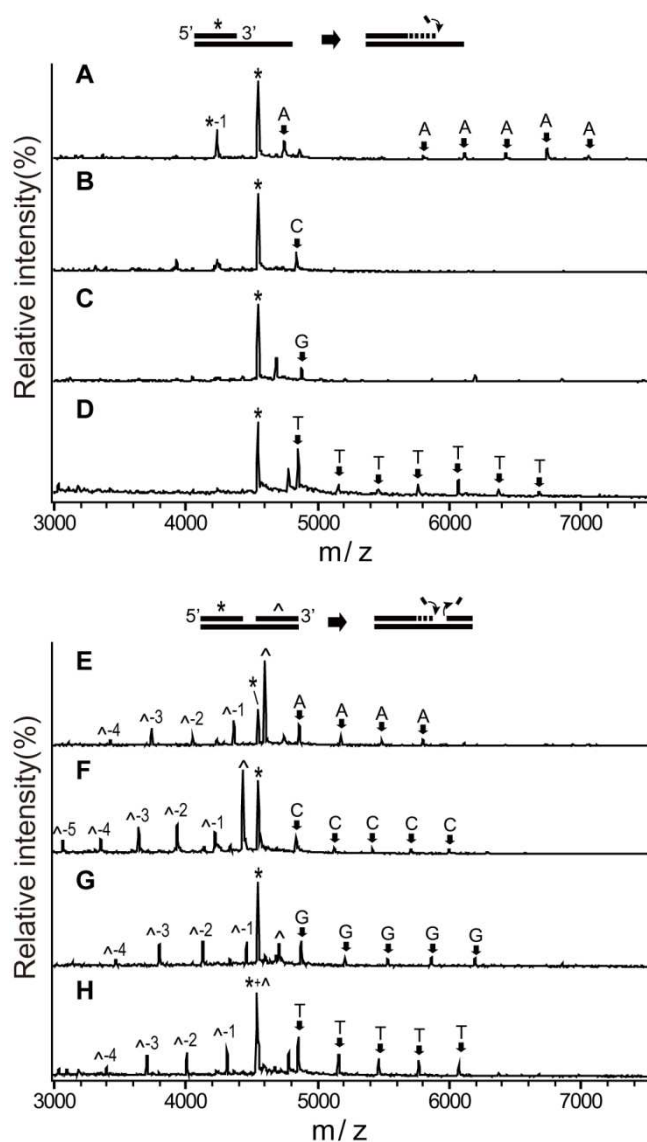 *
5' 3'
A
*
*-1
A A A A A A
B
*
C
C
*
G
D
*
T T T T T T T
3000 4000 5000 6000 7000
m/z
Relative intensity(%)
* ^
5' 3'
E
^-4 ^-3 ^-2 ^-1 * ^ A A A A
F
^-5 ^-4 ^-3 ^-2 ^-1 ^ * C C C C C
G
^-4 ^-3 ^-2 ^-1 * ^ G G G G G
H
^-4 ^-3 ^-2 ^-1 *+^ T T T T T
3000 4000 5000 6000 7000
m/z
Relative intensity(%)